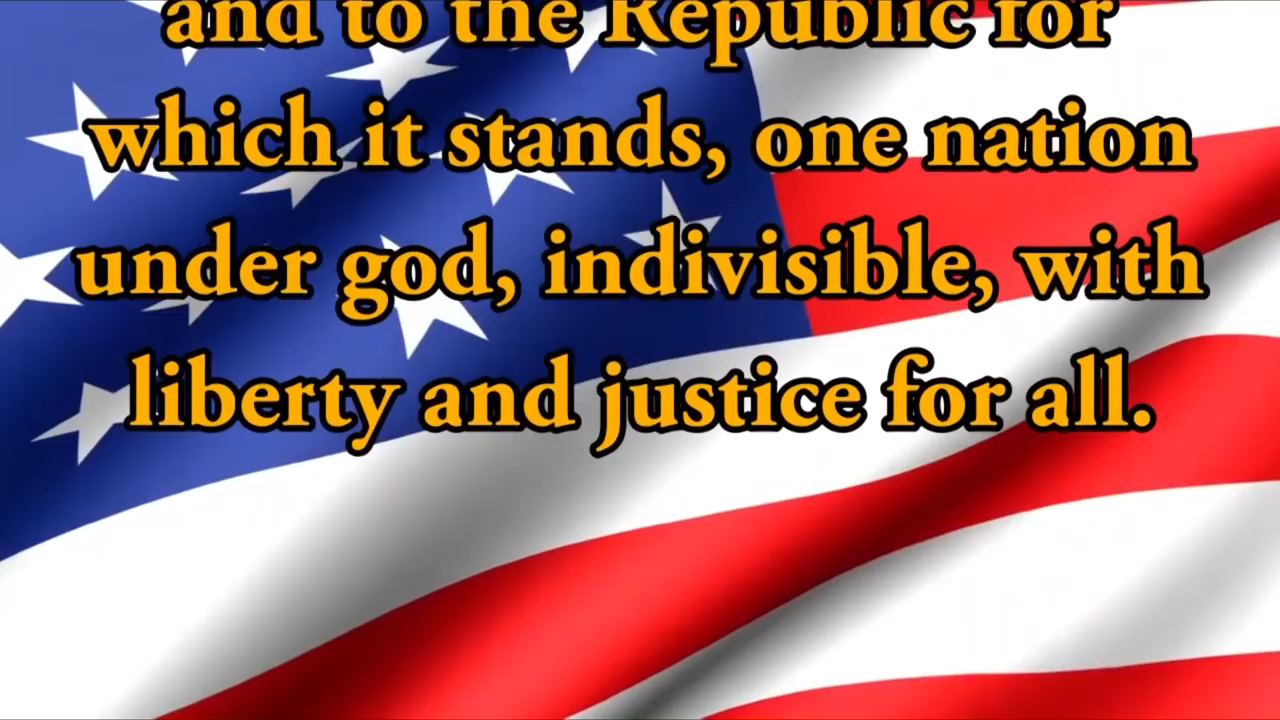 and to the Republic for
which it stands, one nation
under god, indivisible, with
liberty and justice for all.